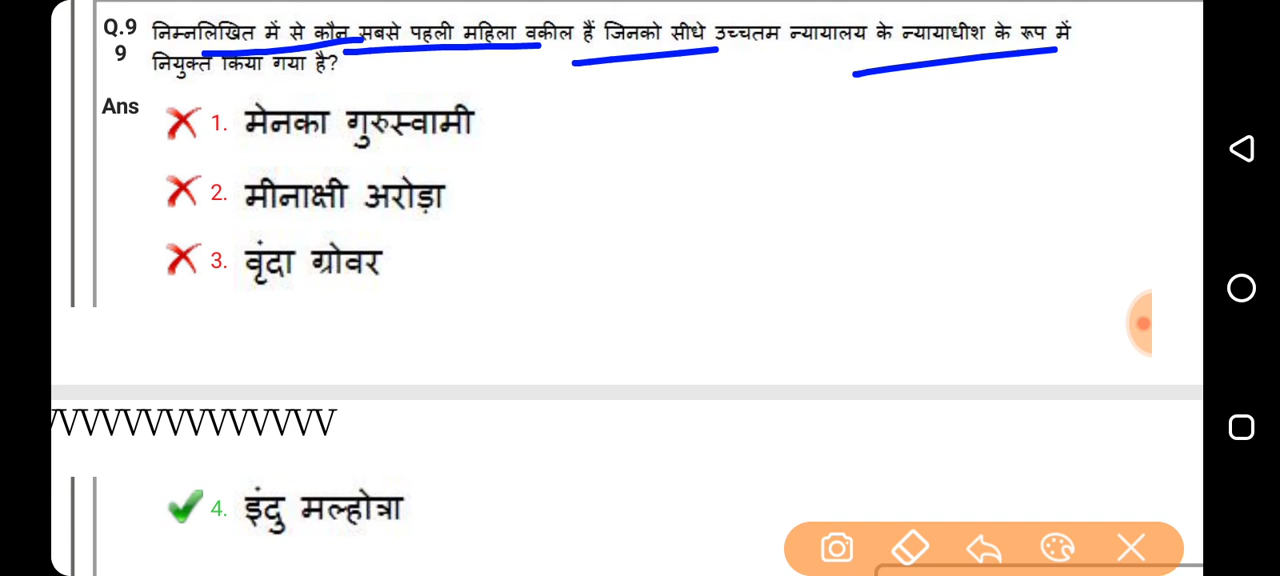 Q.9 निम्नलिखित में से कौन सबसे पहली महिला वकील हैं जिनको सीधे उच्चतम न्यायालय के न्यायाधीश के रूप में
9 नियुक्त किया गया है?
Ans 1. मेनका गुरुस्वामी
2. मीनाक्षी अरोड़ा
3. वृंदा ग्रोवर
VVVVVVVVVVVVV
4. इंदु मल्होत्रा